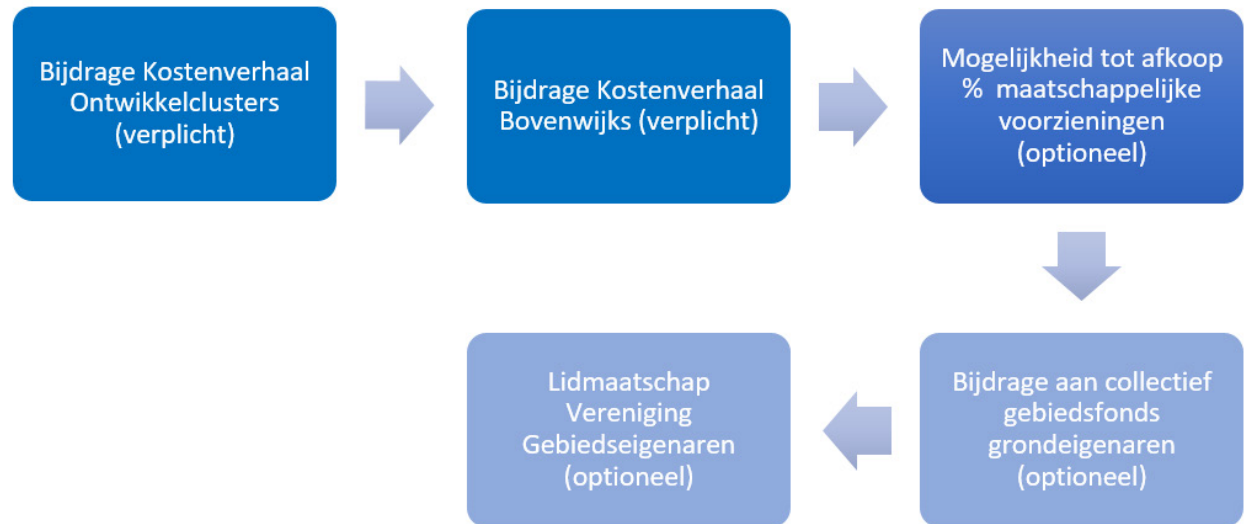 Bijdrage Kostenverhaal
Ontwikkelclusters
(verplicht)
Bijdrage Kostenverhaal
Bovenwijks (verplicht)
Mogelijkheid tot afkoop
% maatschappelijke
voorzieningen
(optioneel)
Bijdrage aan collectief
gebiedsfonds
grondeigenaren
(optioneel)
Lidmaatschap
Vereniging
Gebiedseigenaren
(optioneel)